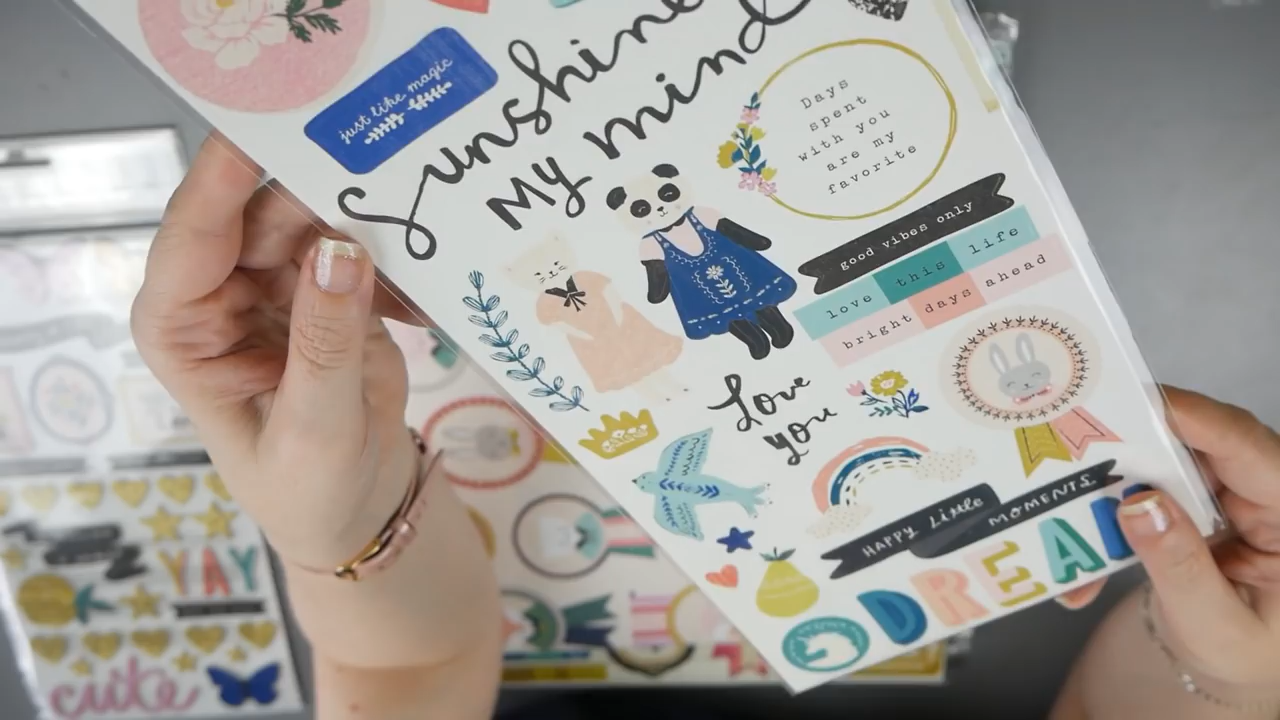 just like magic
Sunshine
My mind
Days
spent
with you
are my
favorite
good vibes only
love this life
bright days ahead
Love
you
HAPPY Little
MOMENTS
DREAM
YAY
cute